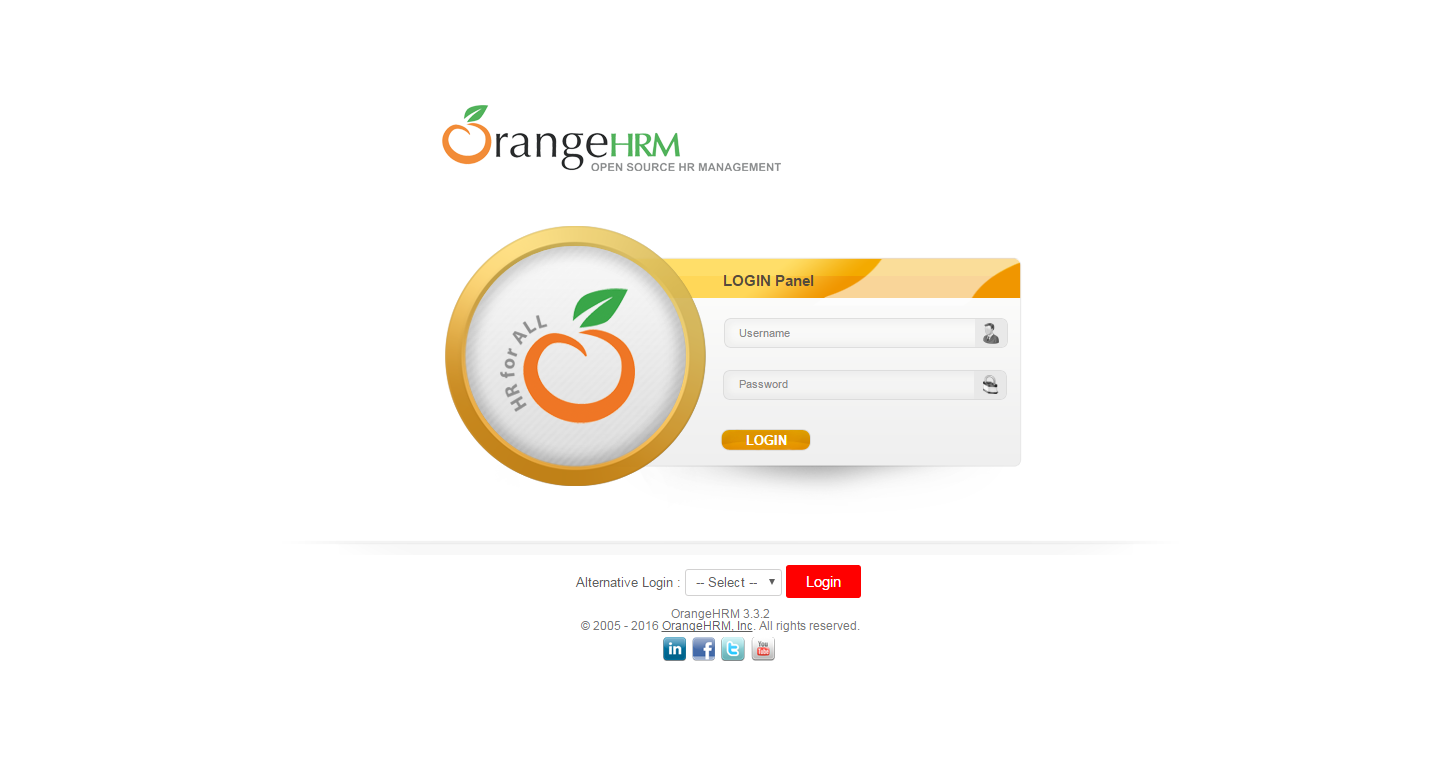 OrangeHRM
OPEN SOURCE HR MANAGEMENT
HR for ALL
LOGIN Panel
Username
Password
LOGIN
Alternative Login : -- Select -- Login
OrangeHRM 3.3.2
© 2005 - 2016 OrangeHRM, Inc. All rights reserved.
in f t You Tube